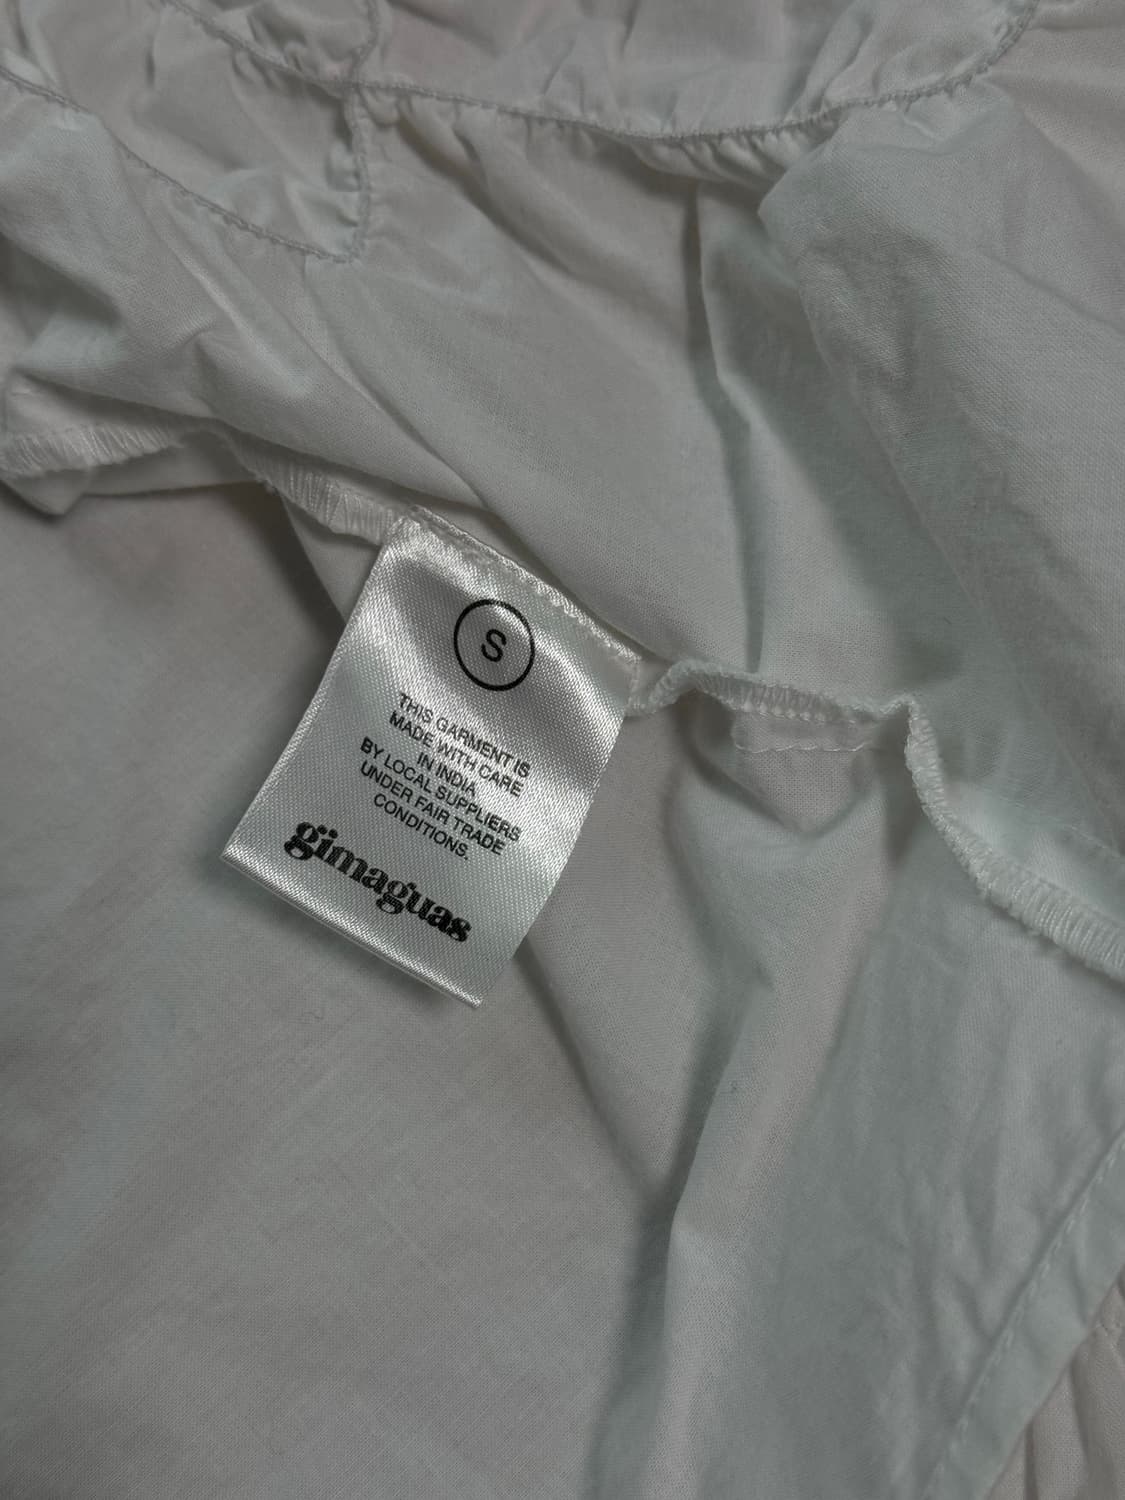 S
THIS GARMENT IS
MADE WITH CARE
IN INDIA
BY LOCAL SUPPLIERS
UNDER FAIR TRADE
CONDITIONS.
gimaguas